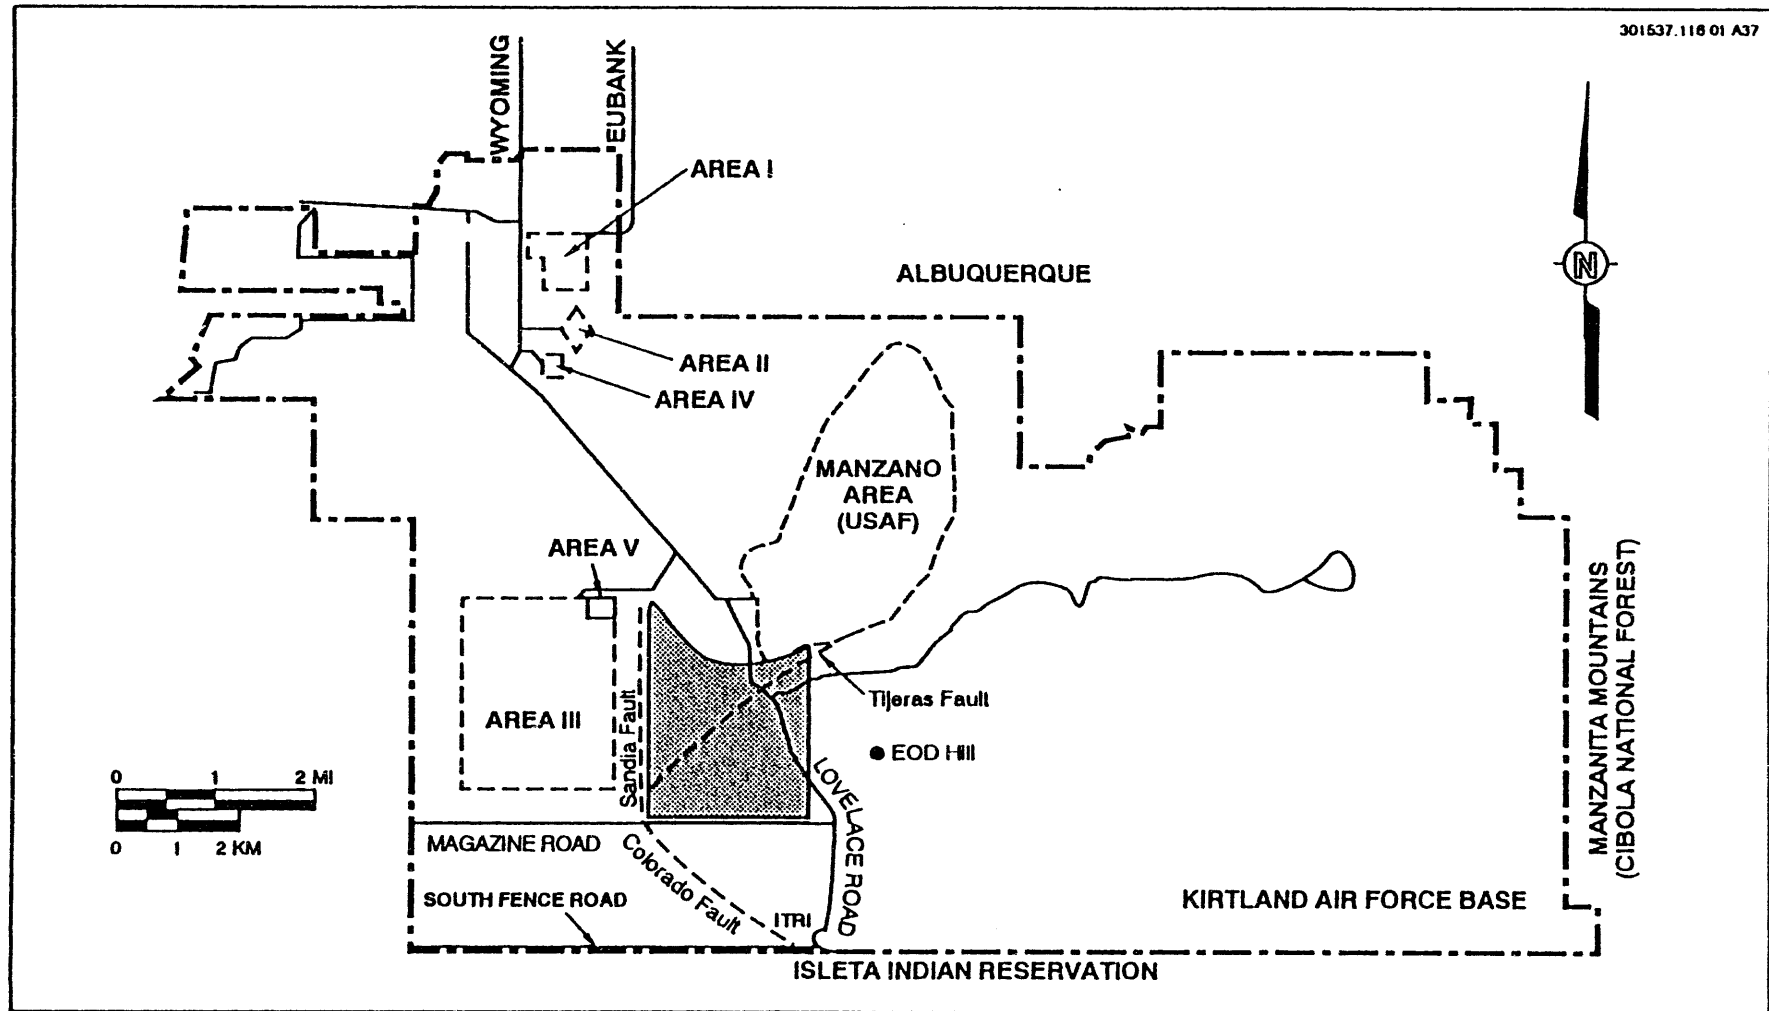 301537.116 01 A37
WYOMING
EUBANK
AREA I
ALBUQUERQUE
N
AREA II
AREA IV
MANZANO
AREA
(USAF)
AREA V
MANZANITA MOUNTAINS
(CIBOLA NATIONAL FOREST)
Tijeras Fault
AREA III
Sandia Fault
EOD Hill
LOVELACE ROAD
0 1 2 MI
0 1 2 KM
MAGAZINE ROAD
Colorado Fault
SOUTH FENCE ROAD
ITRI
KIRTLAND AIR FORCE BASE
ISLETA INDIAN RESERVATION